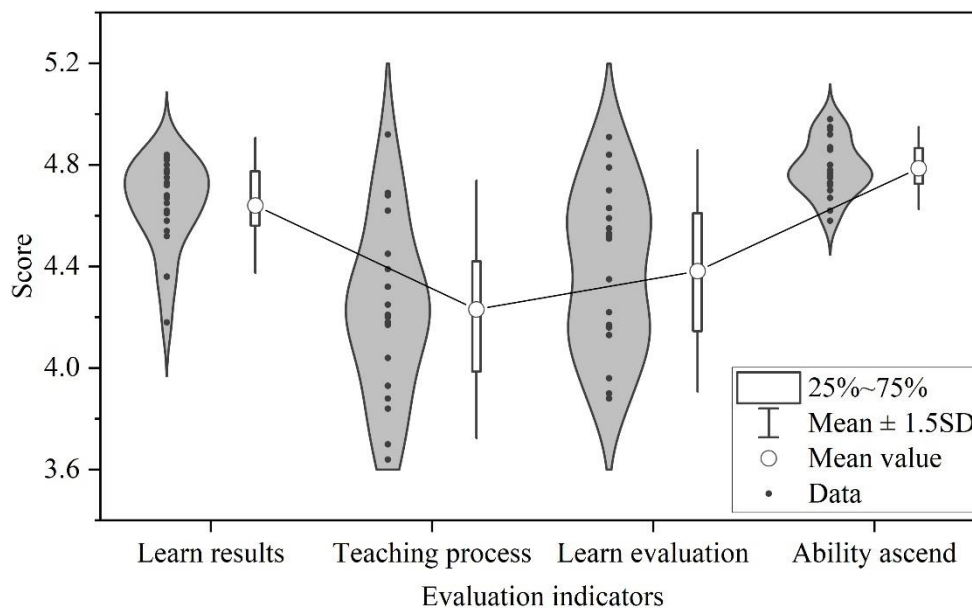 Score
5.2
4.8
4.4
4.0
3.6
25%~75%
Mean ± 1.5SD
Mean value
Data
Learn results Teaching process Learn evaluation Ability ascend
Evaluation indicators